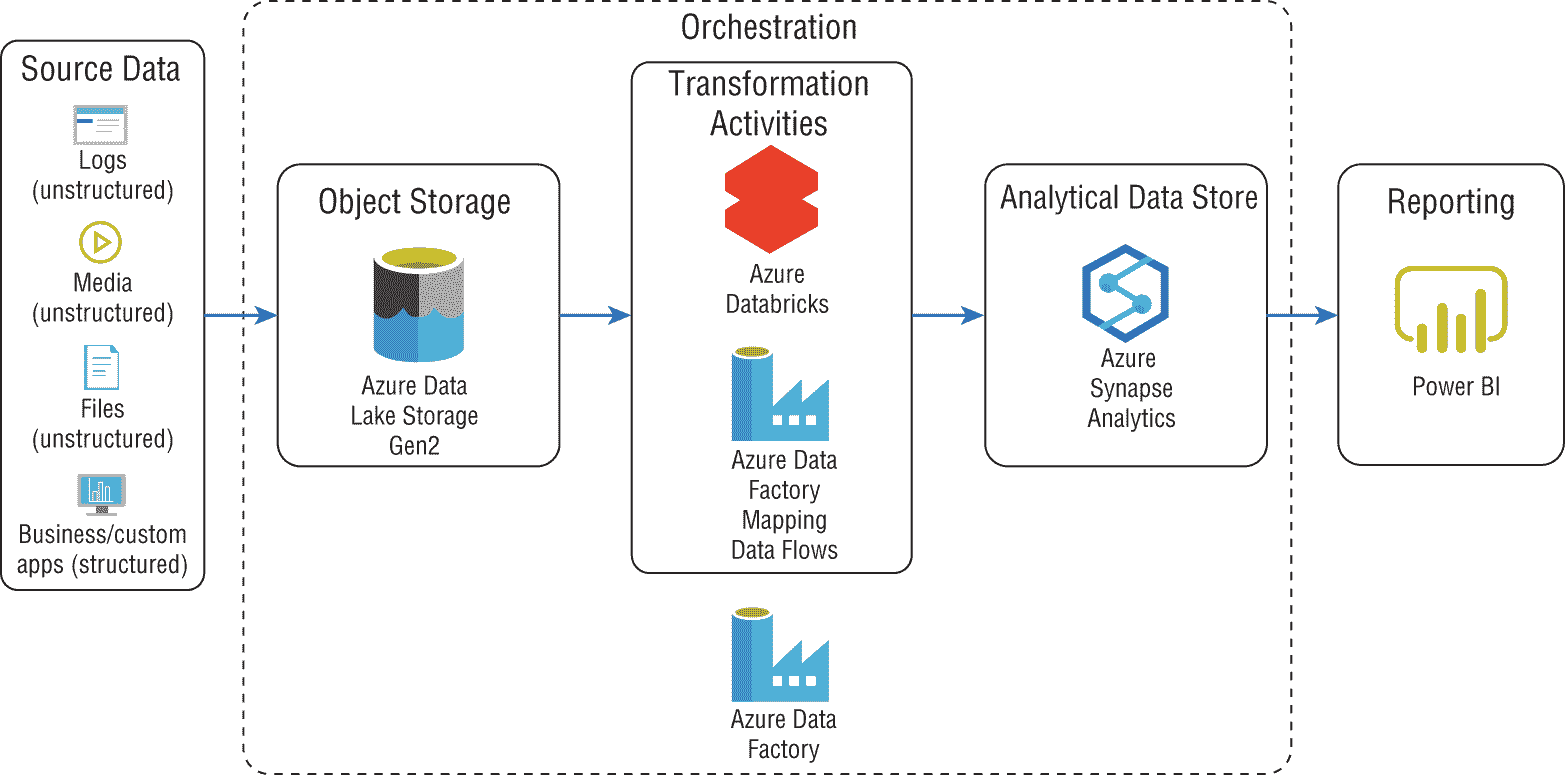 Orchestration
Source Data
Logs
(unstructured)
Media
(unstructured)
Files
(unstructured)
Business/custom
apps (structured)
Object Storage
Azure Data
Lake Storage
Gen2
Transformation
Activities
Azure
Databricks
Azure Data
Factory
Mapping
Data Flows
Azure Data
Factory
Analytical Data Store
Azure
Synapse
Analytics
Reporting
Power BI